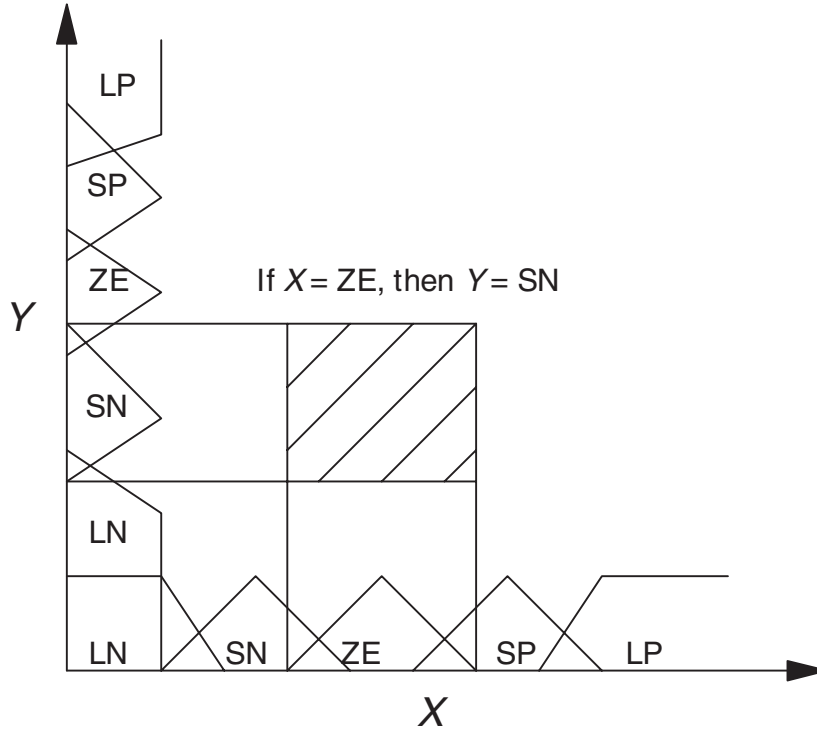 LP
SP
ZE
If X = ZE, then Y = SN
Y
SN
LN
LN
SN
ZE
SP
LP
X